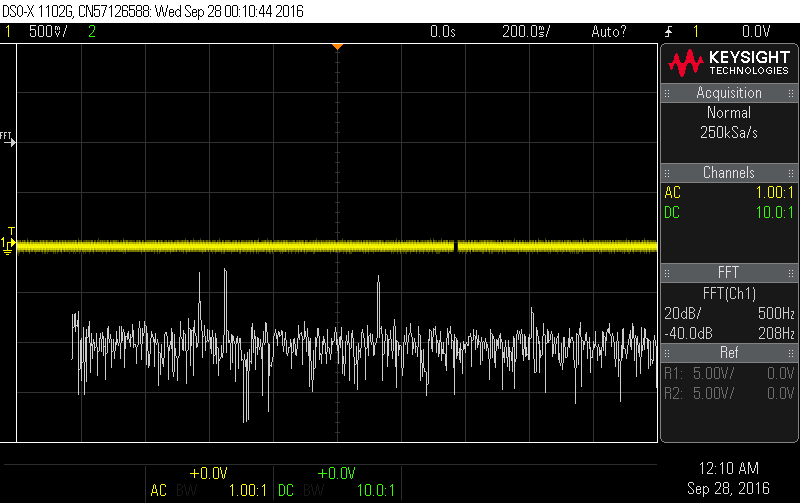 DSO-X 1102G, CN57126588: Wed Sep 28 00:10:44 2016
1 500mV/ 2 0.0s 200.0ms/ Auto? 1 0.0V
KEYSIGHT
TECHNOLOGIES
Acquisition
Normal
250kSa/s
Channels
AC 1.00:1
DC 10.0:1
FFT
FFT(Ch1)
20dB/ 500Hz
-40.0dB 208Hz
Ref
R1: 5.00V/ 0.0V
R2: 5.00V/ 0.0V
FFT
T
1
+0.0V +0.0V
AC BW 1.00:1 DC BW 10.0:1
12:10 AM
Sep 28, 2016